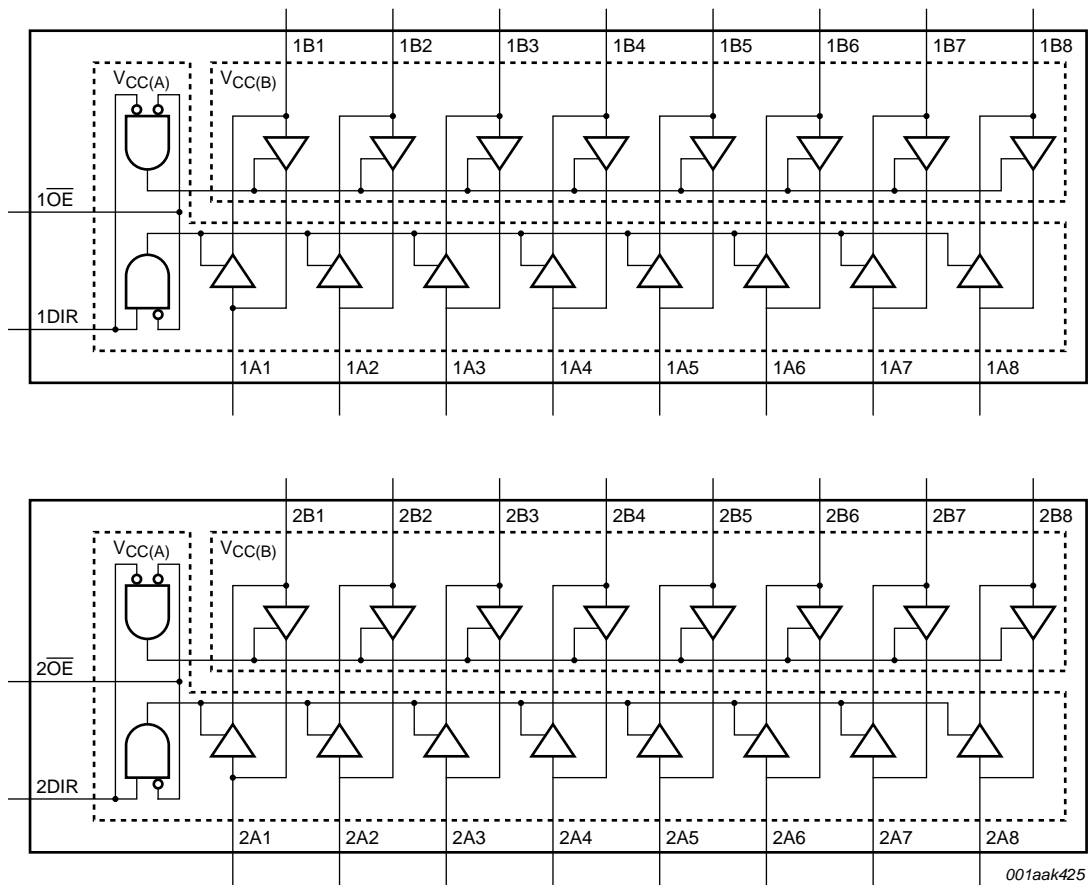 1B1 1B2 1B3 1B4 1B5 1B6 1B7 1B8
VCC(A) VCC(B)
1O̅E̅
1DIR
1A1 1A2 1A3 1A4 1A5 1A6 1A7 1A8
2B1 2B2 2B3 2B4 2B5 2B6 2B7 2B8
VCC(A) VCC(B)
2O̅E̅
2DIR
2A1 2A2 2A3 2A4 2A5 2A6 2A7 2A8
001aak425